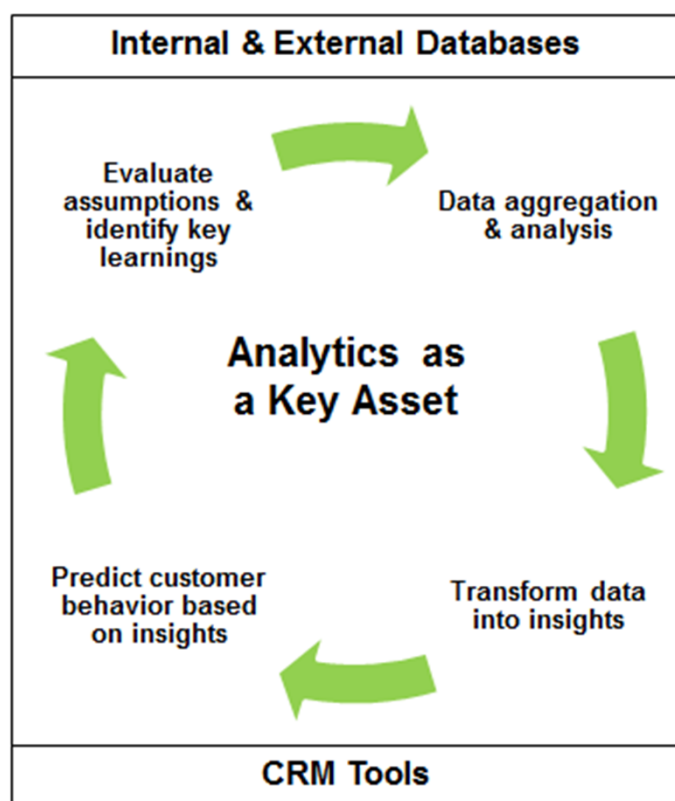 Internal & External Databases
Evaluate
assumptions & 
identify key
learnings
Data aggregation
& analysis
Analytics as
a Key Asset
Predict customer
behavior based
on insights
Transform data
into insights
CRM Tools